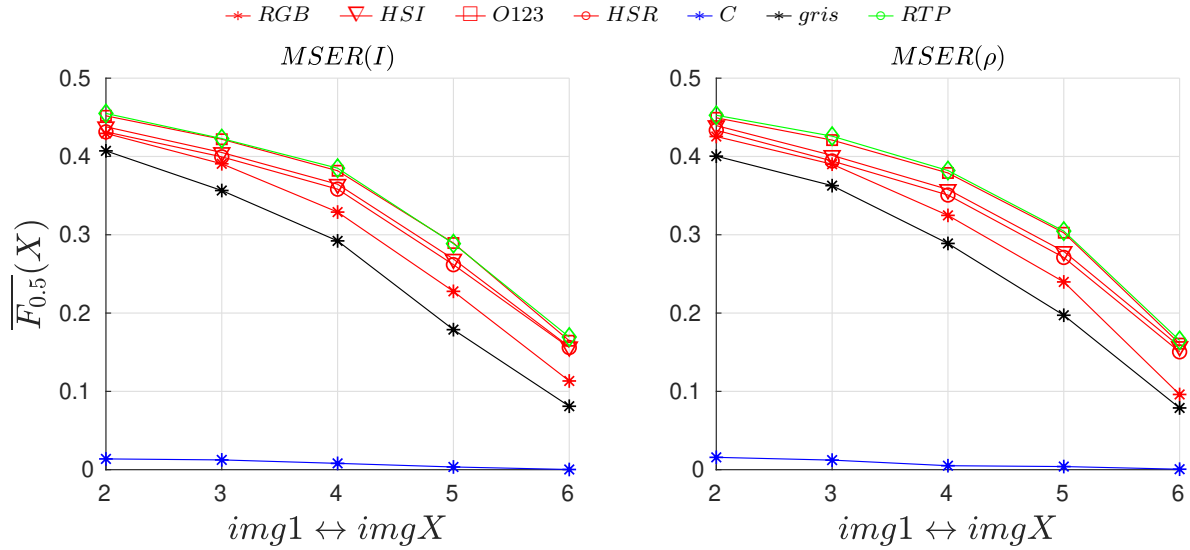 RGB HSI O123 HSR C gris RTP
MSER(I) MSER(ρ)
0.5 0.5
0.4 0.4
0.3 0.3
0.2 0.2
0.1 0.1
0 0
F0.5(X)
2 3 4 5 6 2 3 4 5 6
img1 ↔ imgX img1 ↔ imgX